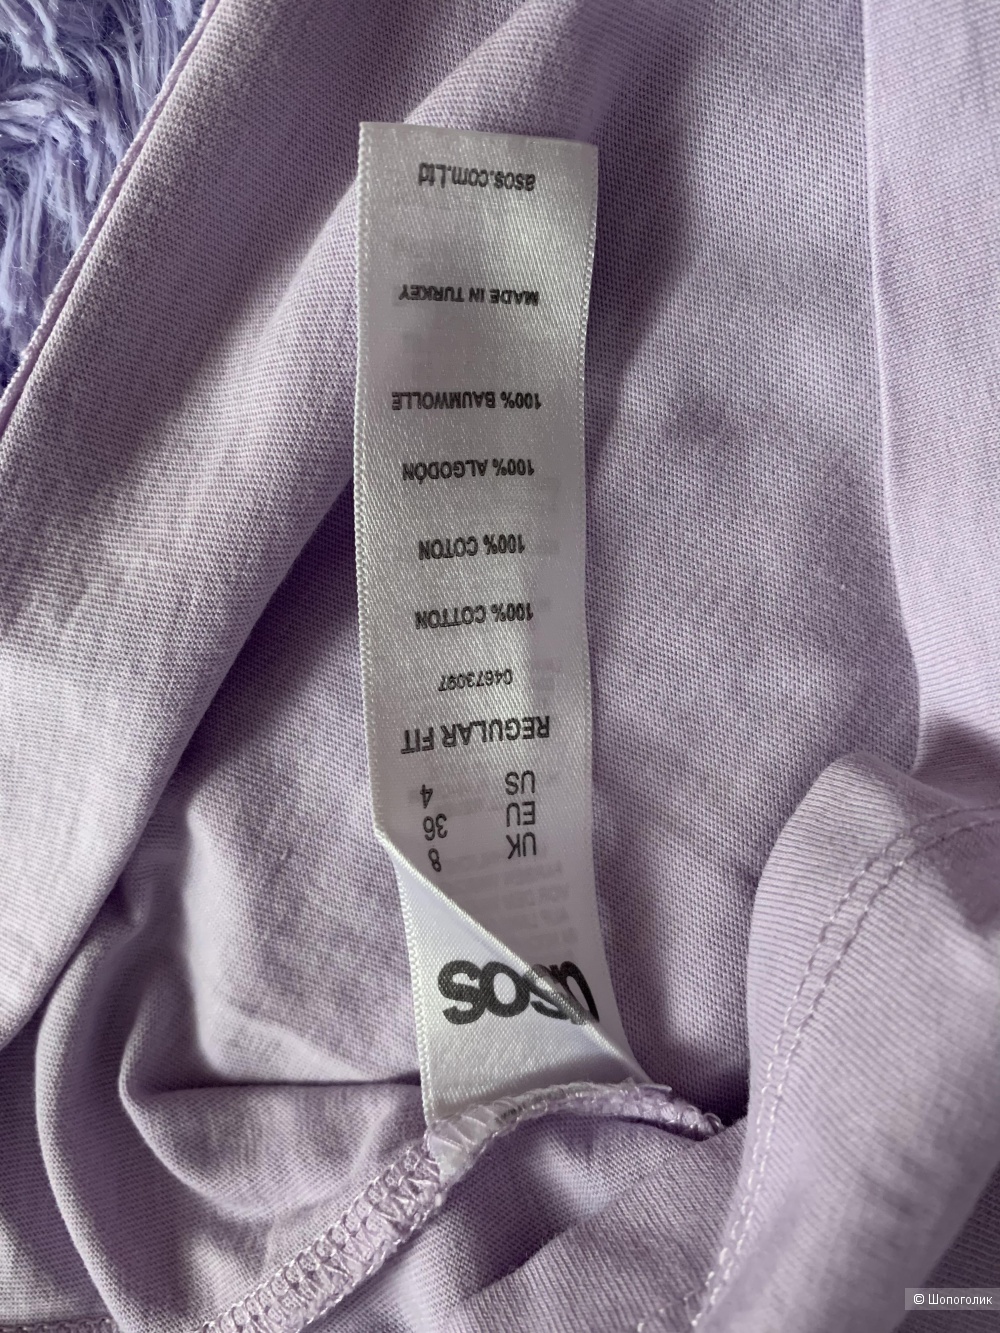 asos
UK 8
EU 36
US 4
REGULAR FIT
04673097
100% COTTON
100% COTON
100% ALGODÓN
100% BAUMWOLLE
MADE IN TURKEY
asos.com.Ltd
© Шопоголик